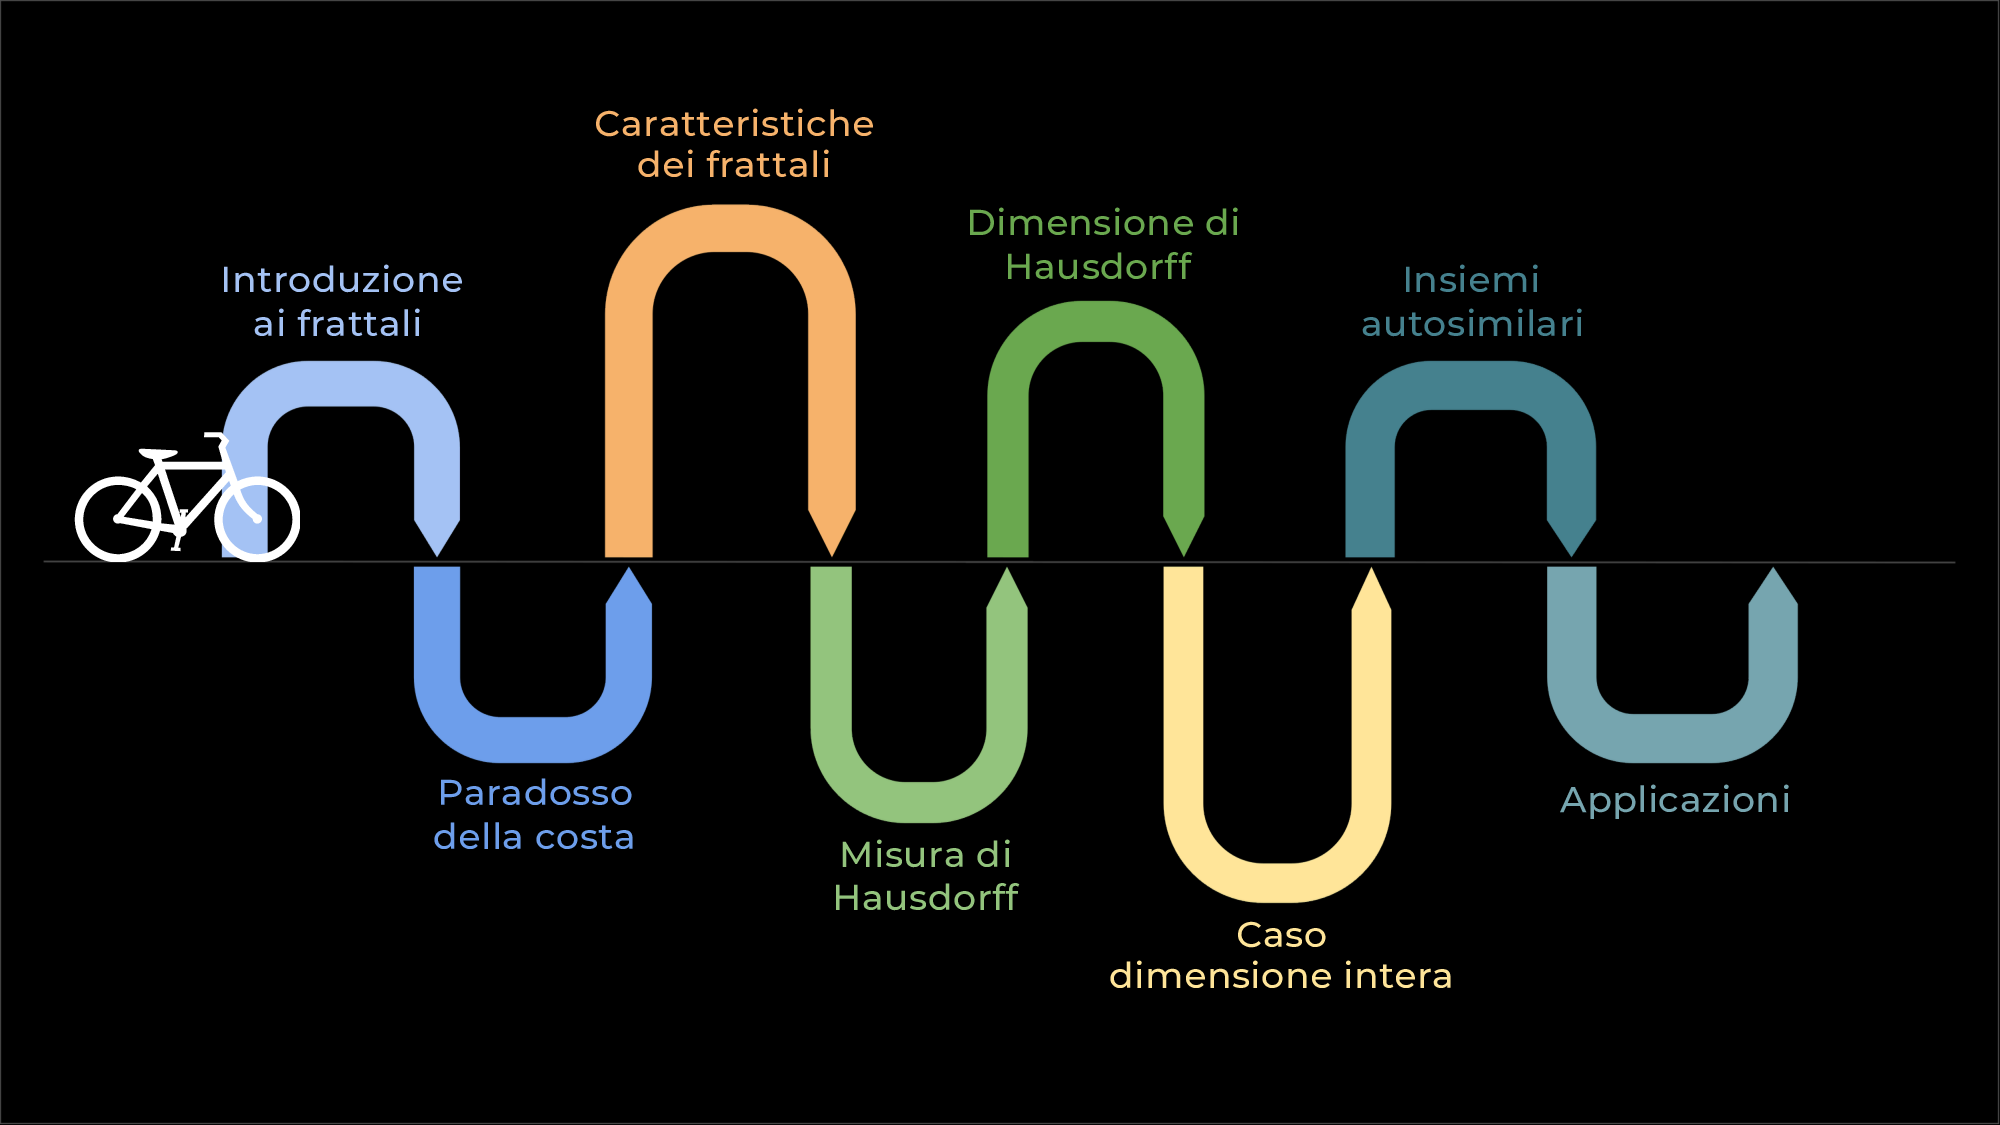 Introduzione
ai frattali
Paradosso
della costa
Caratteristiche
dei frattali
Misura di
Hausdorff
Dimensione di
Hausdorff
Caso
dimensione intera
Insiemi
autosimilari
Applicazioni